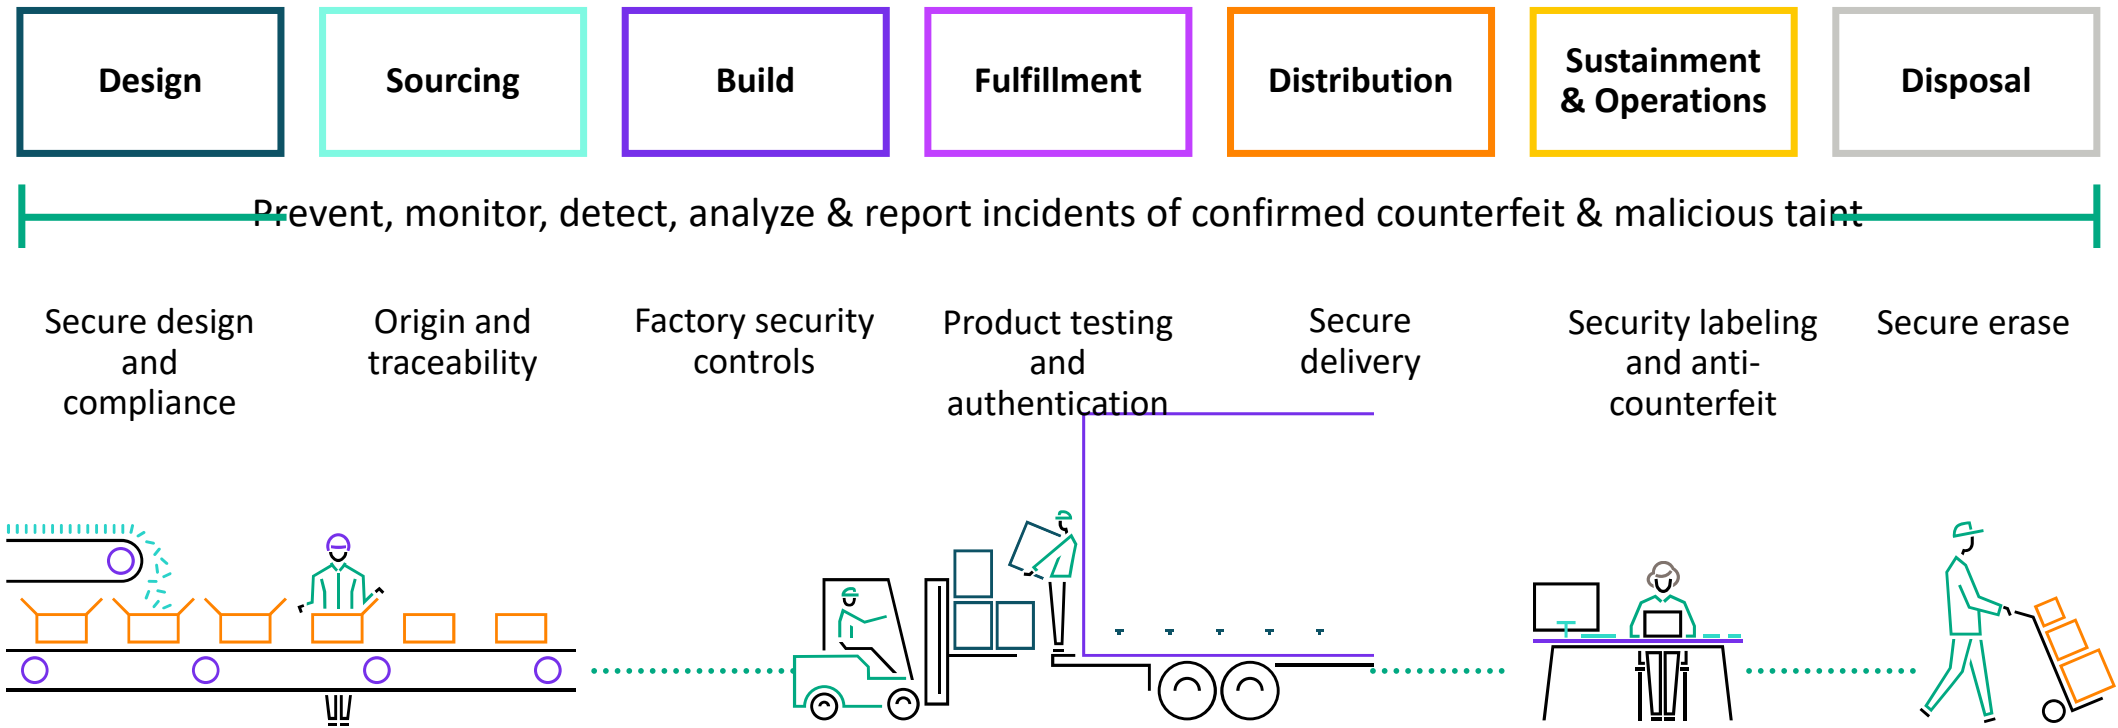 Design
Sourcing
Build
Fulfillment
Distribution
Sustainment
& Operations
Disposal
Prevent, monitor, detect, analyze & report incidents of confirmed counterfeit & malicious taint
Secure design
and
compliance
Origin and
traceability
Factory security
controls
Product testing
and
authentication
Secure
delivery
Security labeling
and anti-
counterfeit
Secure erase